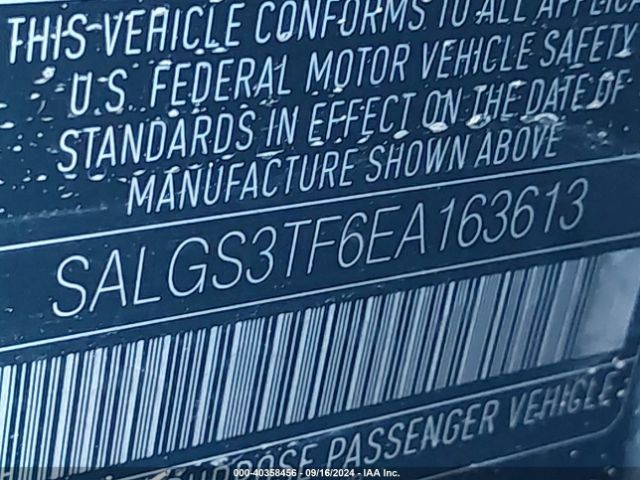 THIS VEHICLE CONFORMS TO ALL
U.S. FEDERAL MOTOR VEHICLE SAFETY
STANDARDS IN EFFECT ON THE DATE OF
MANUFACTURE SHOWN ABOVE
SALGS3TF6EA163613
PASSENGER VEHICLE
000-40358456 - 09/16/2024 - IAA Inc.